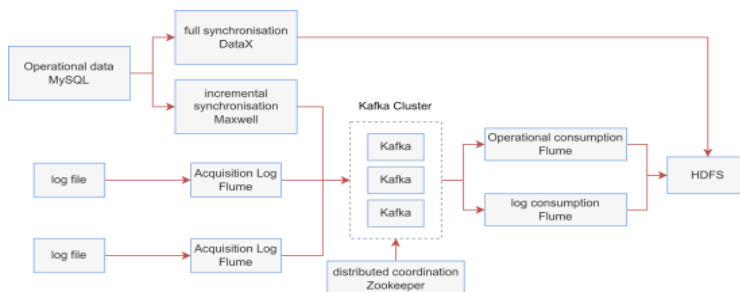 full synchronisation
DataX
Operational data
MySQL
incremental
synchronisation
Maxwell
Kafka Cluster
Kafka
Kafka
Kafka
Operational consumption
Flume
log consumption
Flume
HDFS
log file
Acquisition Log
Flume
log file
Acquisition Log
Flume
distributed coordination
Zookeeper